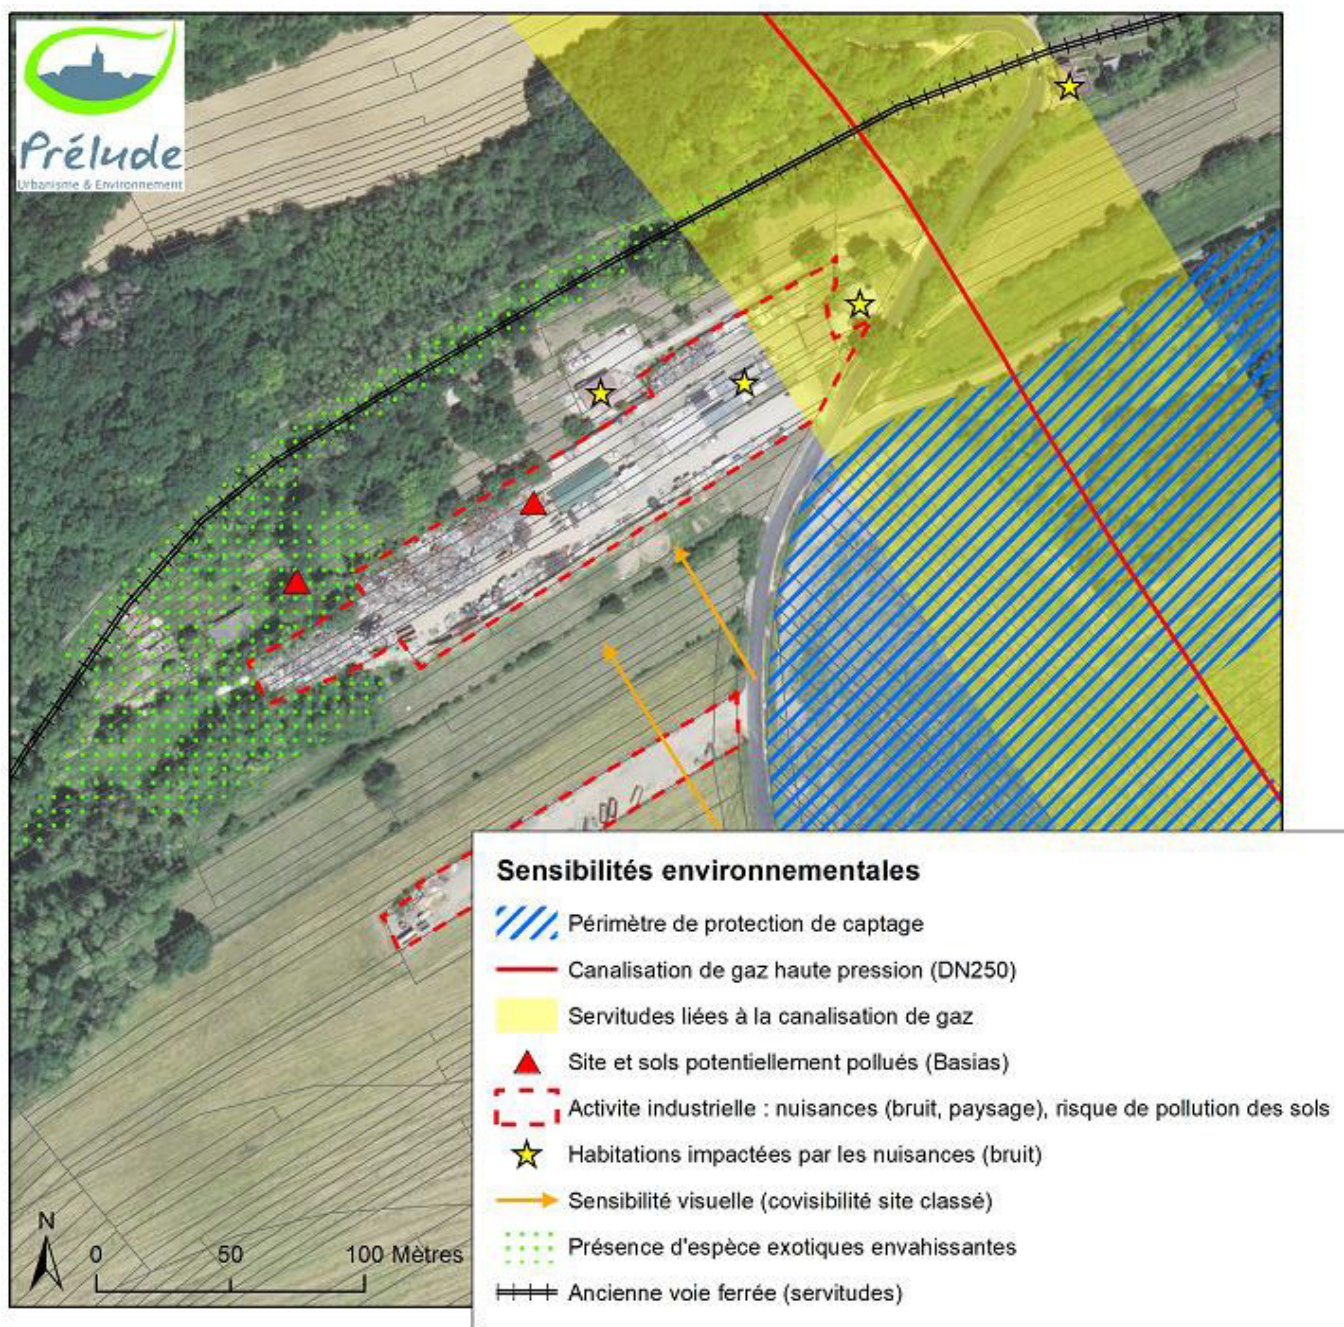 Prélude
Urbanisme & Environnement
Sensibilités environnementales
Périmètre de protection de captage
Canalisation de gaz haute pression (DN250)
Servitudes liées à la canalisation de gaz
Site et sols potentiellement pollués (Basias)
Activite industrielle : nuisances (bruit, paysage), risque de pollution des sols
Habitations impactées par les nuisances (bruit)
Sensibilité visuelle (covisibilité site classé)
Présence d'espèce exotiques envahissantes
Ancienne voie ferrée (servitudes)
N
0 50 100 Mètres